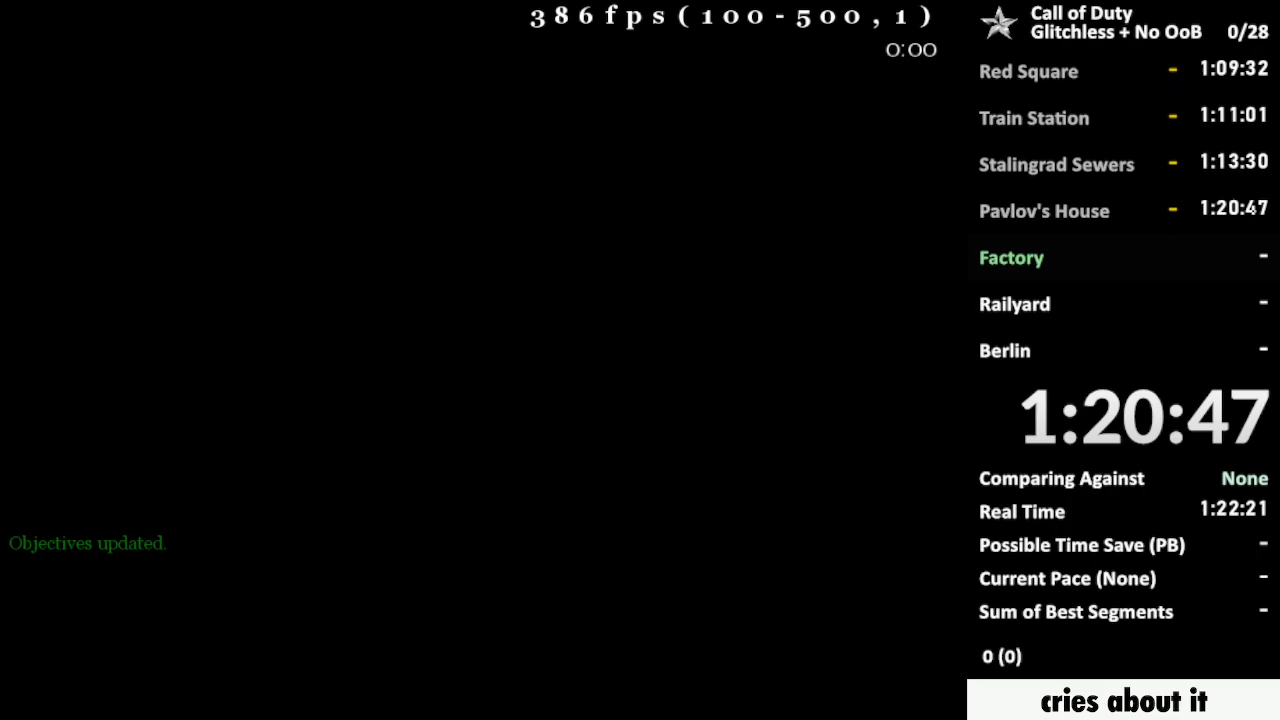 386fps(100-500,1)
0:00
Call of Duty
Glitchless + No OoB 0/28
Red Square - 1:09:32
Train Station - 1:11:01
Stalingrad Sewers - 1:13:30
Pavlov's House - 1:20:47
Factory -
Railyard -
Berlin -
1:20:47
Comparing Against None
Real Time 1:22:21
Possible Time Save (PB) -
Current Pace (None) -
Sum of Best Segments -
0 (0)
Objectives updated.
cries about it